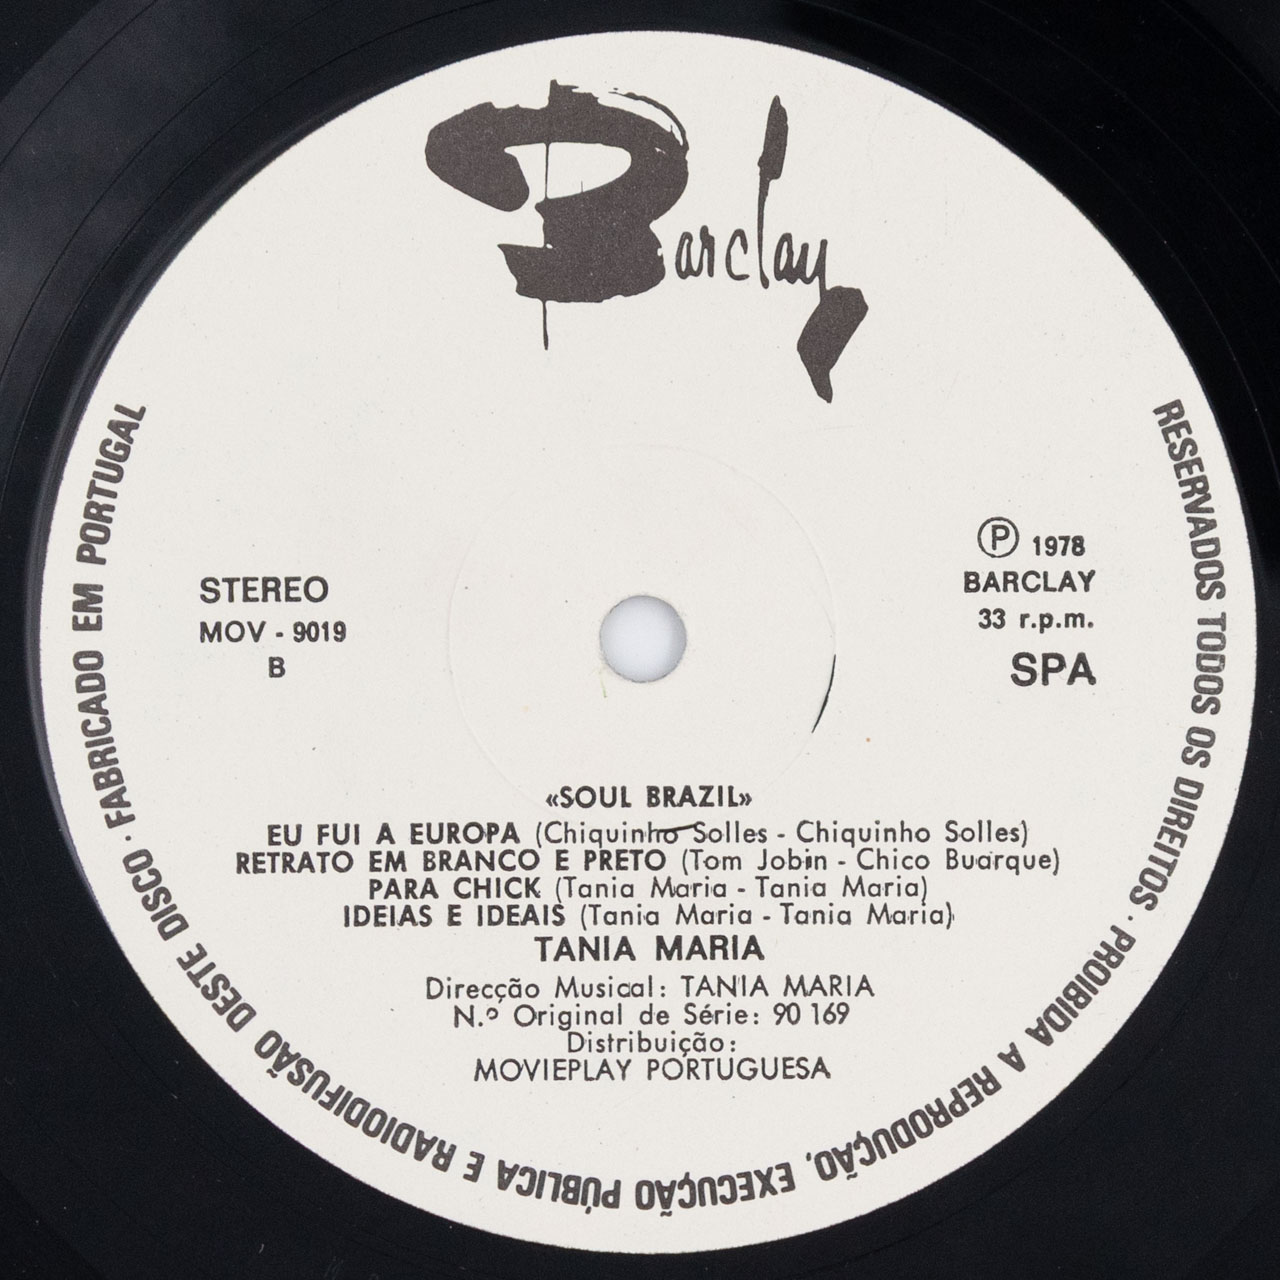 Barclay
STEREO
MOV - 9019
B
Ⓟ 1978
BARCLAY
33 r.p.m.
SPA
«SOUL BRAZIL»
EU FUI A EUROPA (Chiquinho Solles - Chiquinho Solles)
RETRATO EM BRANCO E PRETO (Tom Jobin - Chico Buarque)
PARA CHICK (Tania Maria - Tania Maria)
IDEIAS E IDEAIS (Tania Maria - Tania Maria)
TANIA MARIA
Direcção Musical: TANIA MARIA
N.º Original de Série: 90 169
Distribuição:
MOVIEPLAY PORTUGUESA
RESERVADOS TODOS OS DIREITOS · PROIBIDA A REPRODUÇÃO, EXECUÇÃO PÚBLICA E RADIODIFUSÃO DESTE DISCO · FABRICADO EM PORTUGAL